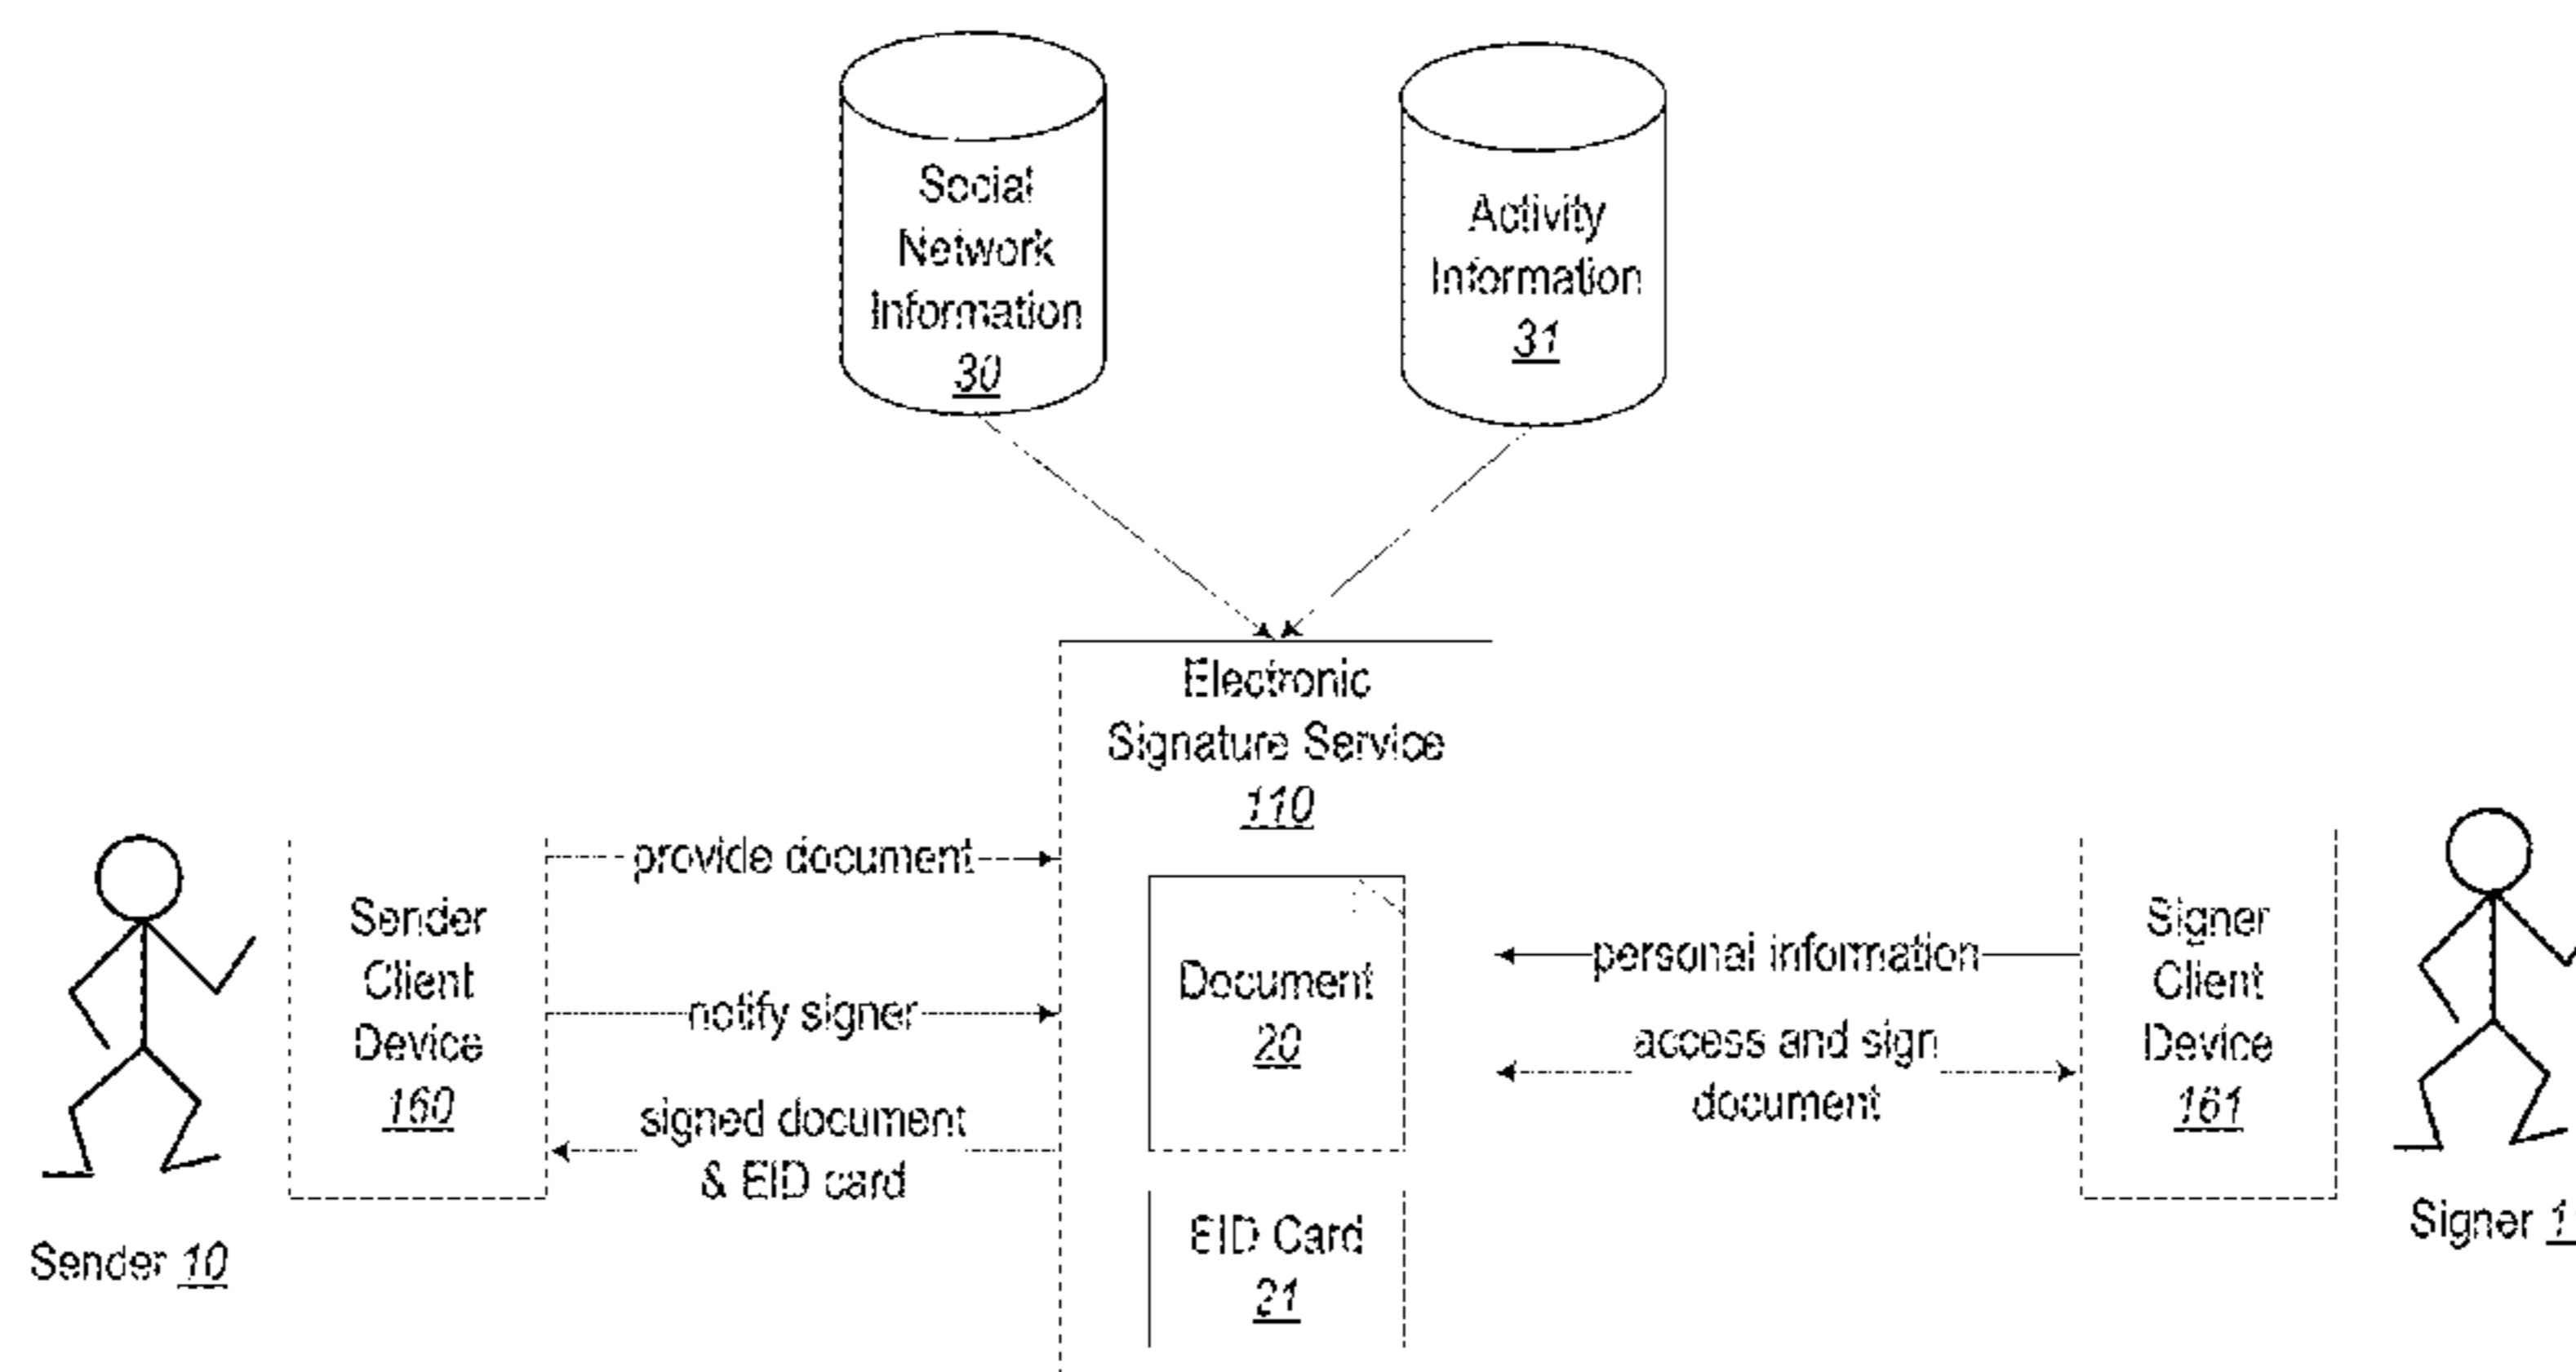 Social
Network
Information
30
Activity
Information
31
Electronic
Signature Service
110
provide document
Sender
Client
Device
160
notify signer
signed document
& EID card
Document
20
EID Card
21
personal information
access and sign
document
Signer
Client
Device
161
Sender 10
Signer